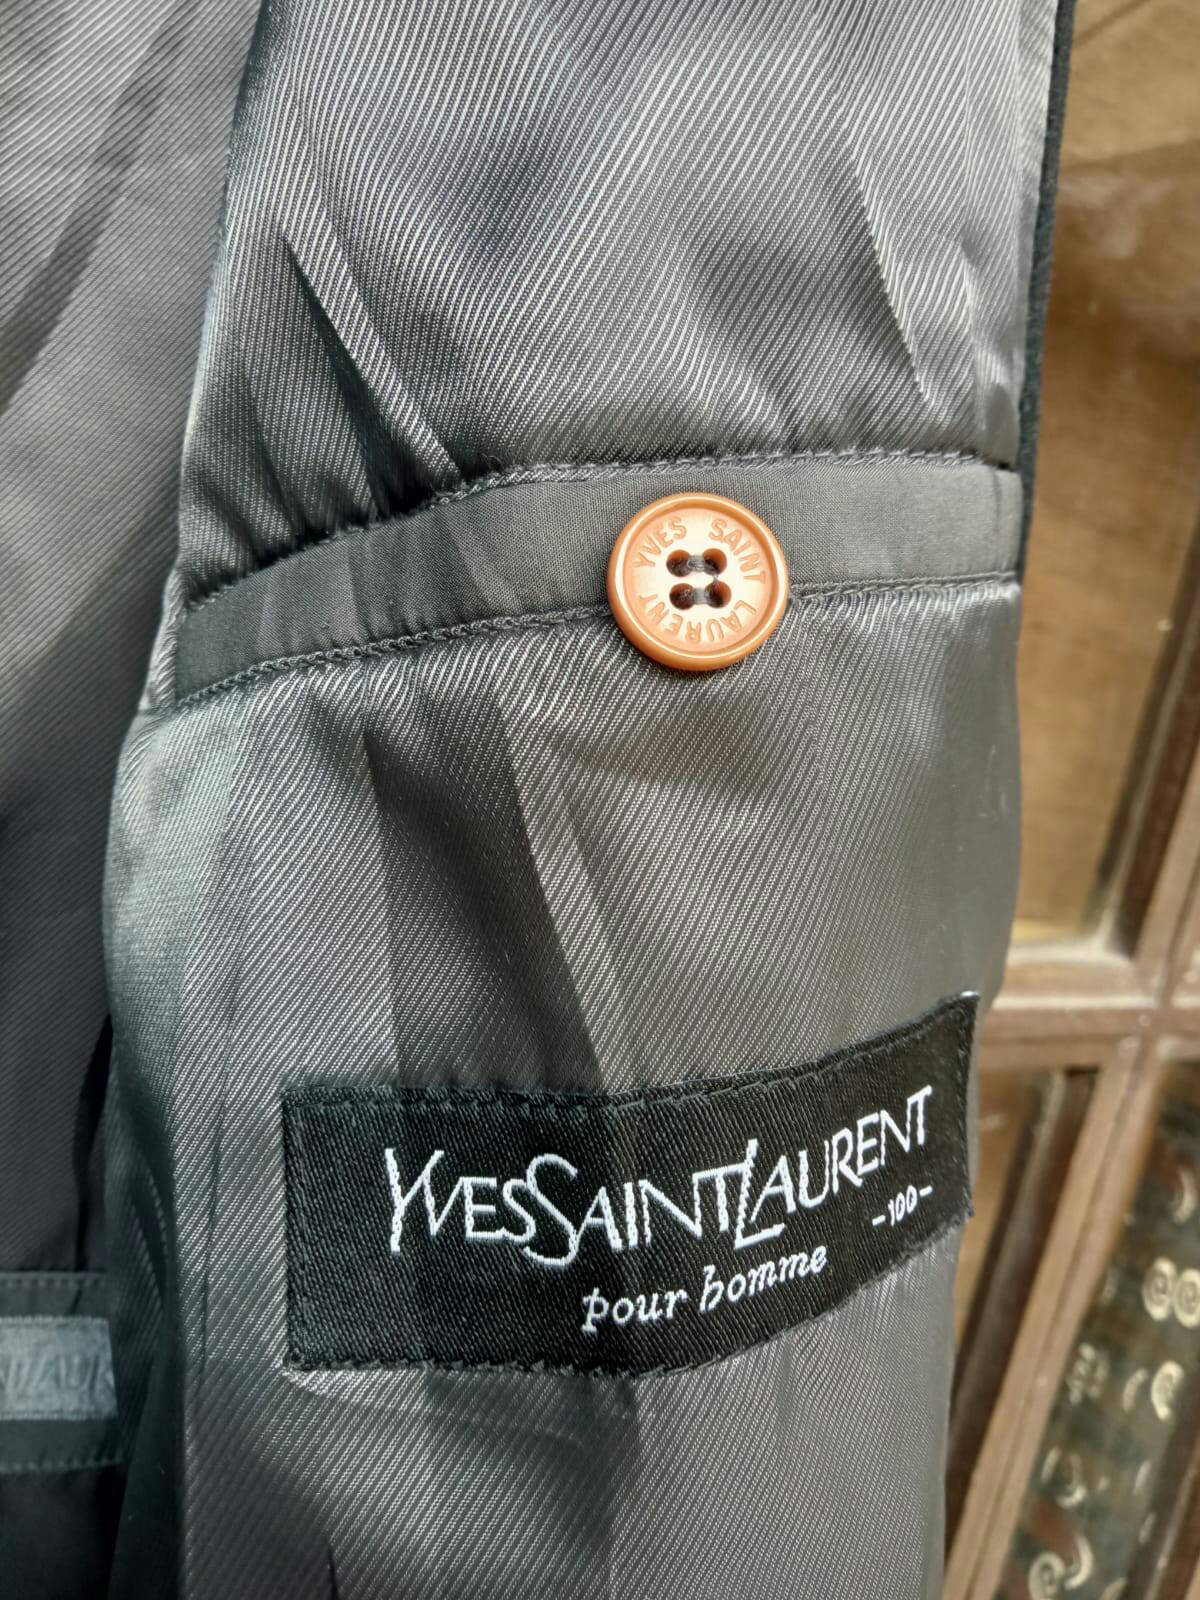 YVES SAINT LAURENT
YVESSAINTLAURENT
-100-
pour homme